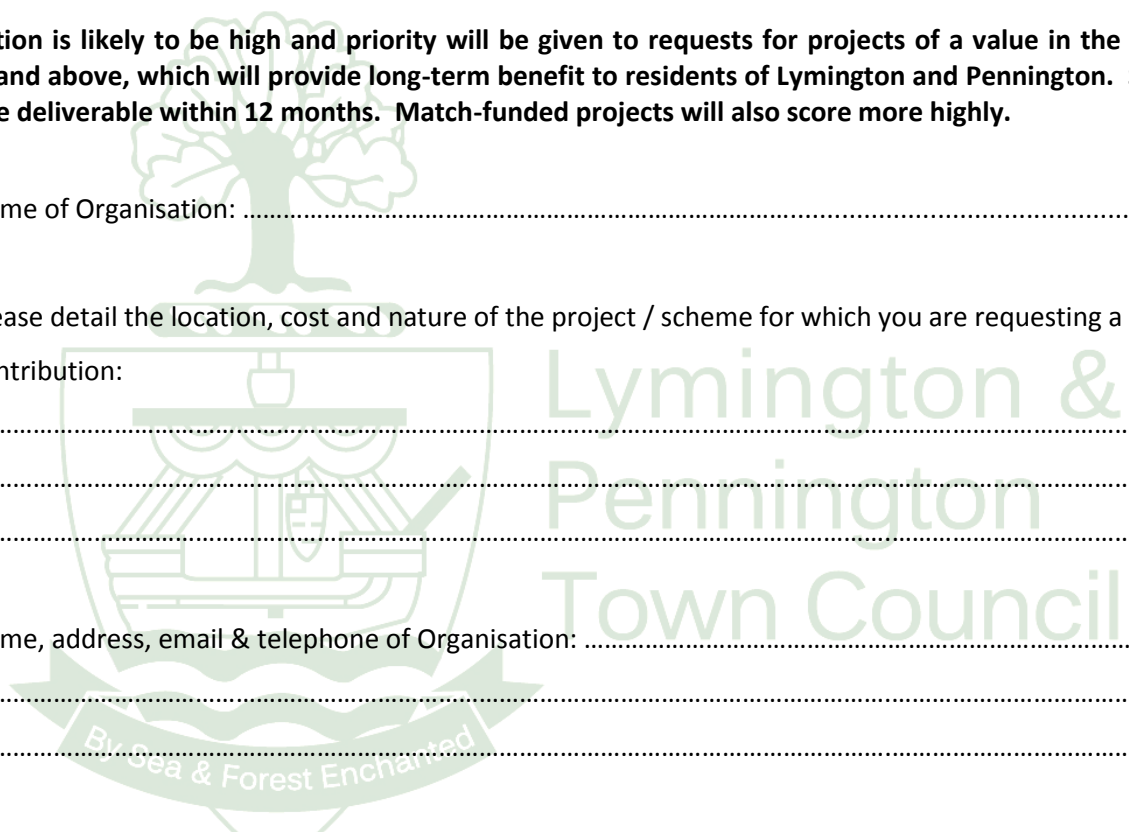 tion is likely to be high and priority will be given to requests for projects of a value in the
and above, which will provide long-term benefit to residents of Lymington and Pennington.
e deliverable within 12 months. Match-funded projects will also score more highly.
me of Organisation: ................................................................................
ease detail the location, cost and nature of the project / scheme for which you are requesting a
ntribution:
................................................................................
................................................................................
................................................................................
me, address, email & telephone of Organisation: ................................................................................
................................................................................
................................................................................
Lymington &
Pennington
Town Council
By Sea & Forest Enchanted